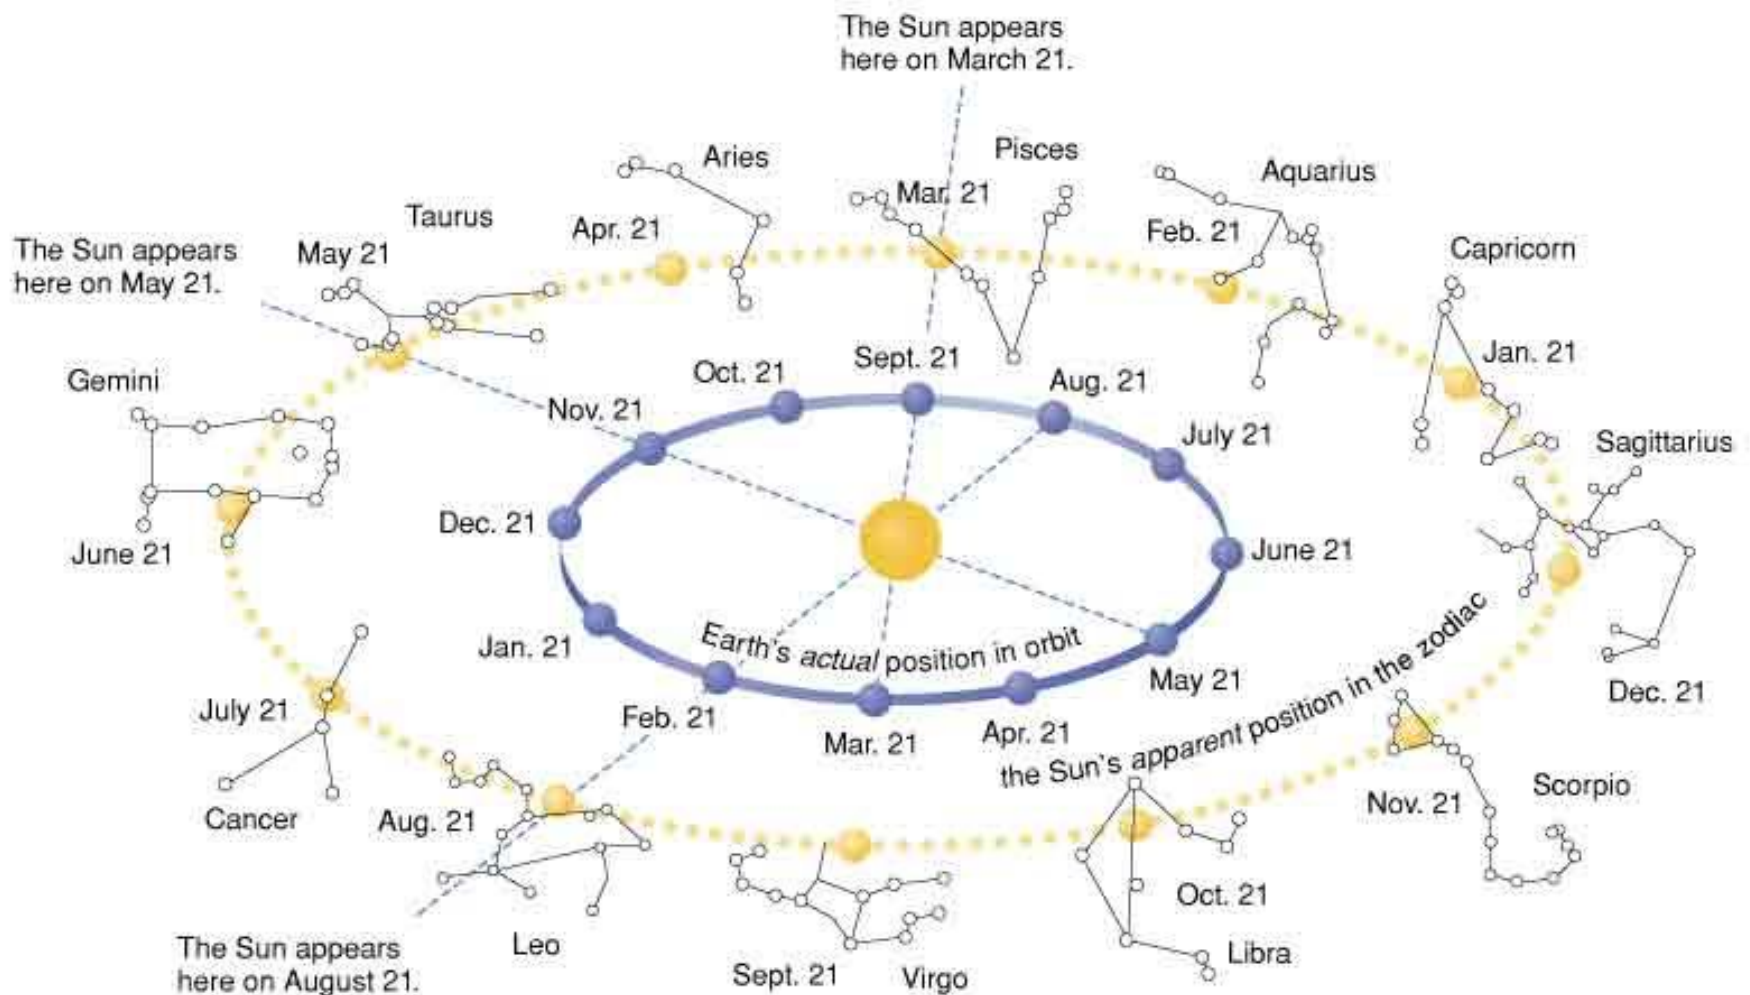 The Sun appears
here on March 21.
Aries
Pisces
Aquarius
Mar. 21
Taurus
Apr. 21
Feb. 21
The Sun appears
here on May 21.
May 21
Capricorn
Jan. 21
Gemini
Oct. 21
Sept. 21
Aug. 21
Nov. 21
July 21
Sagittarius
Dec. 21
June 21
June 21
Earth's actual position in orbit
Jan. 21
May 21
the Sun's apparent position in the zodiac
Dec. 21
July 21
Feb. 21
Mar. 21
Apr. 21
Cancer
Aug. 21
Nov. 21
Scorpio
Oct. 21
The Sun appears
here on August 21.
Leo
Sept. 21
Virgo
Libra